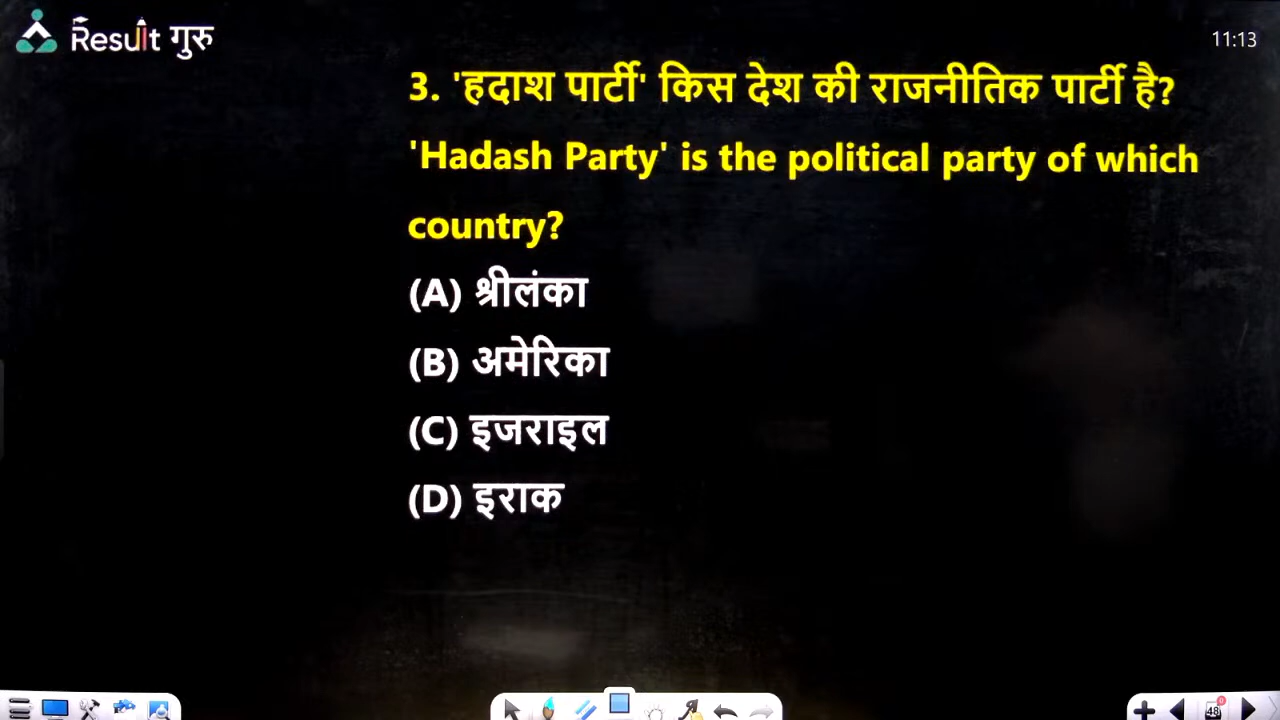 Result गुरु
11:13
3. 'हदाश पार्टी' किस देश की राजनीतिक पार्टी है?
'Hadash Party' is the political party of which
country?
(A) श्रीलंका
(B) अमेरिका
(C) इजराइल
(D) इराक
48